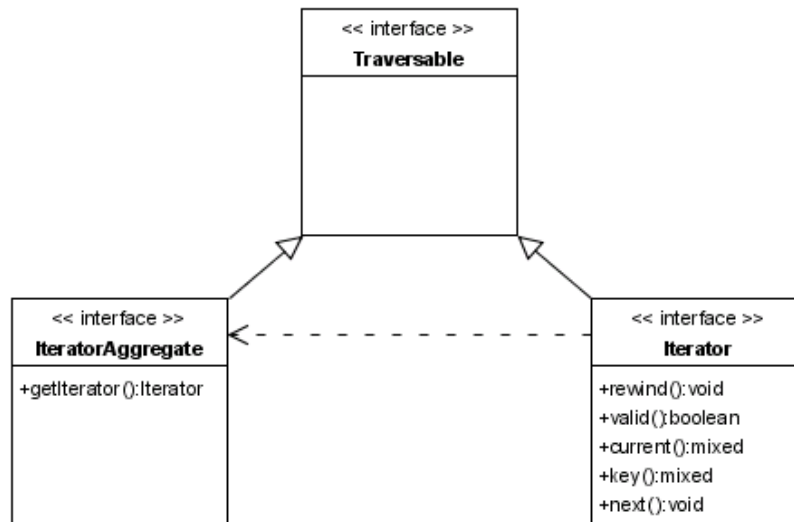 << interface >>
Traversable
<< interface >>
IteratorAggregate
+getIterator():Iterator
<< interface >>
Iterator
+rewind():void
+valid():boolean
+current():mixed
+key():mixed
+next():void